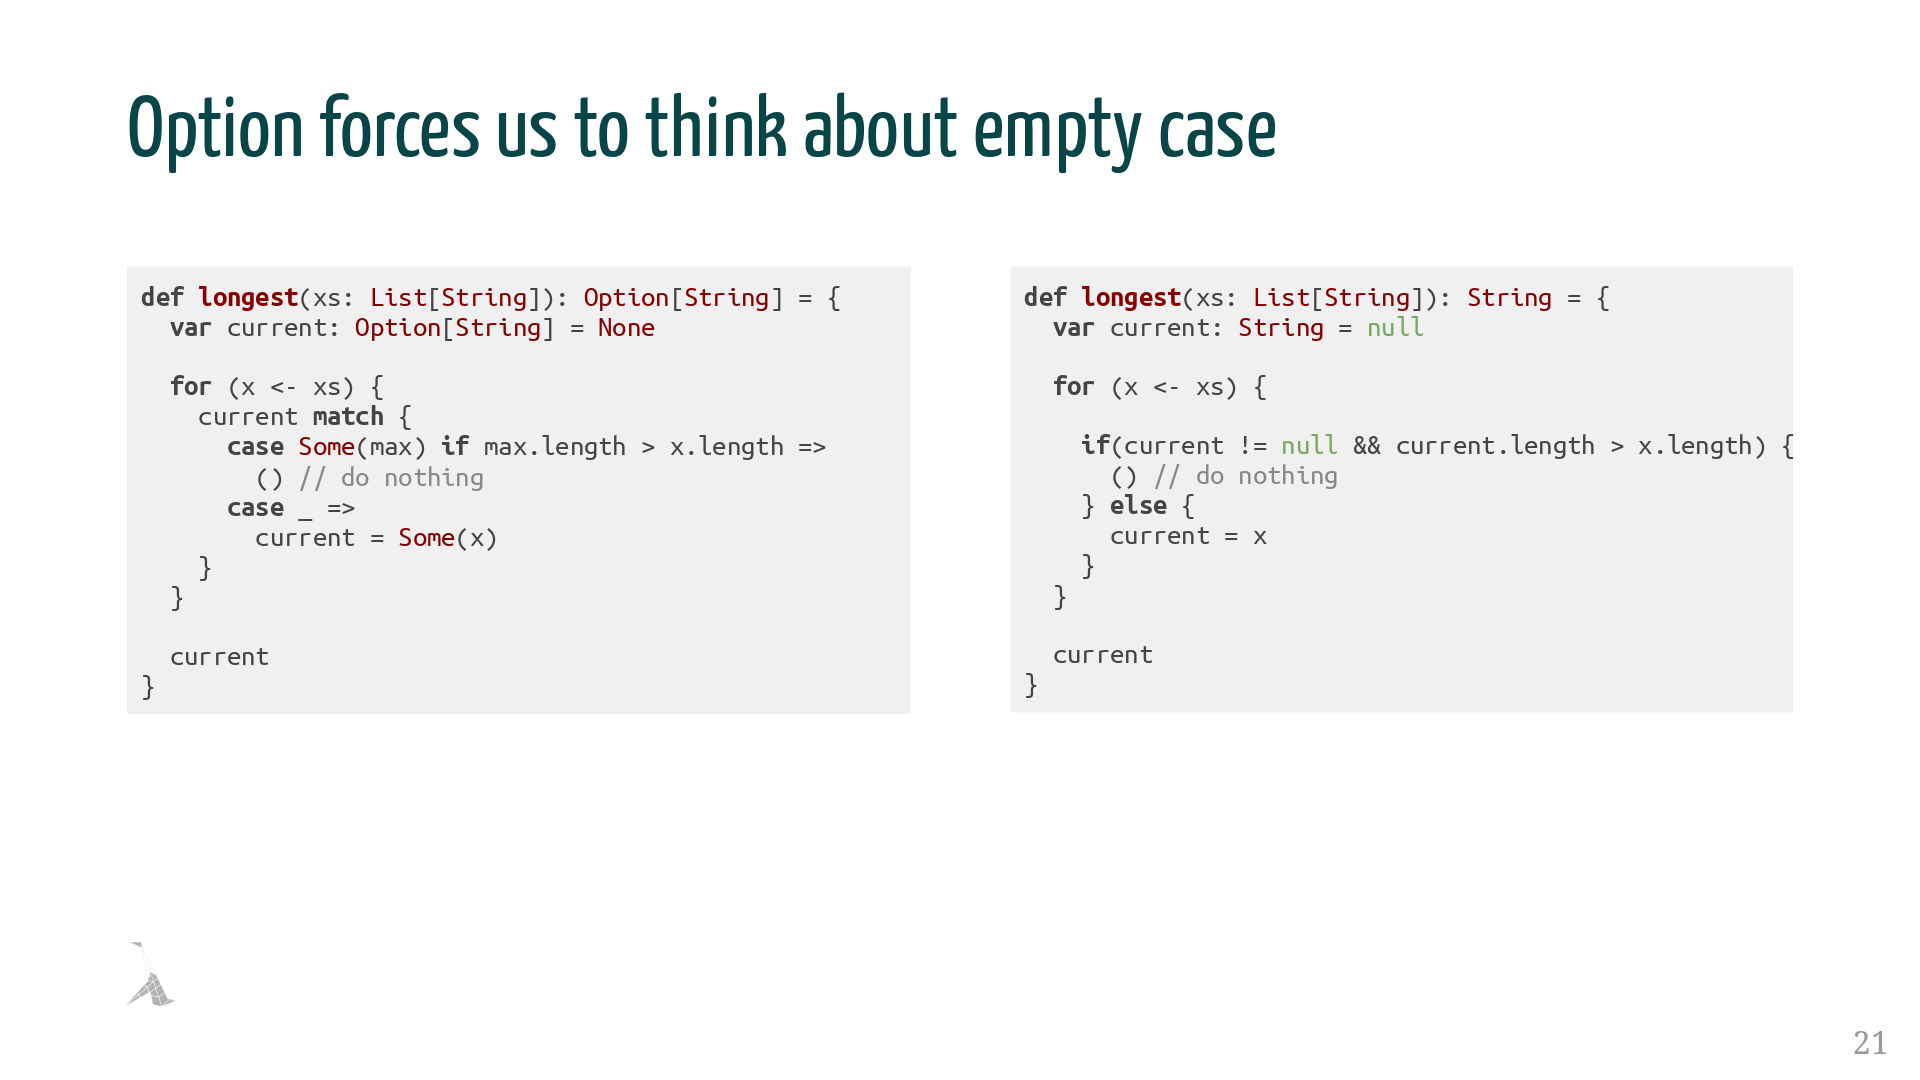 Option forces us to think about empty case
def longest(xs: List[String]): Option[String] = {
  var current: Option[String] = None

  for (x <- xs) {
    current match {
      case Some(max) if max.length > x.length =>
        () // do nothing
      case _ =>
        current = Some(x)
    }
  }

  current
}
def longest(xs: List[String]): String = {
  var current: String = null

  for (x <- xs) {

    if(current != null && current.length > x.length) {
      () // do nothing
    } else {
      current = x
    }
  }

  current
}
21